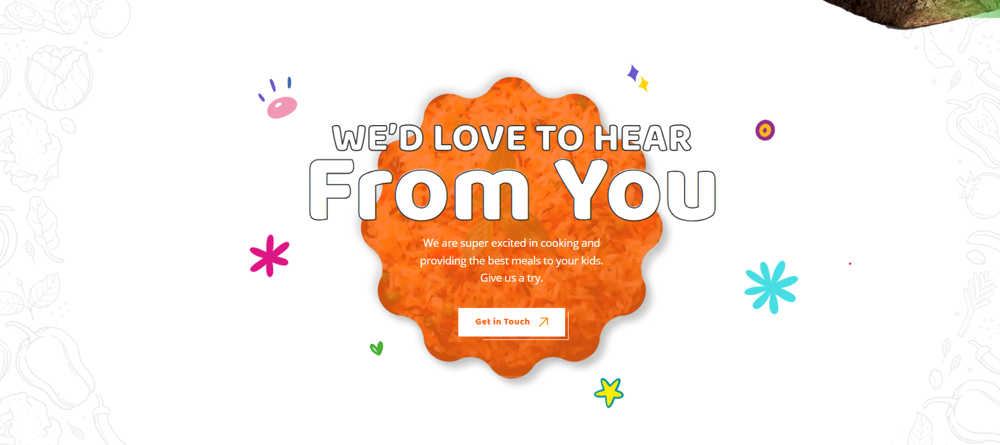 WE'D LOVE TO HEAR
From You
We are super excited in cooking and
providing the best meals to your kids.
Give us a try.
Get in Touch